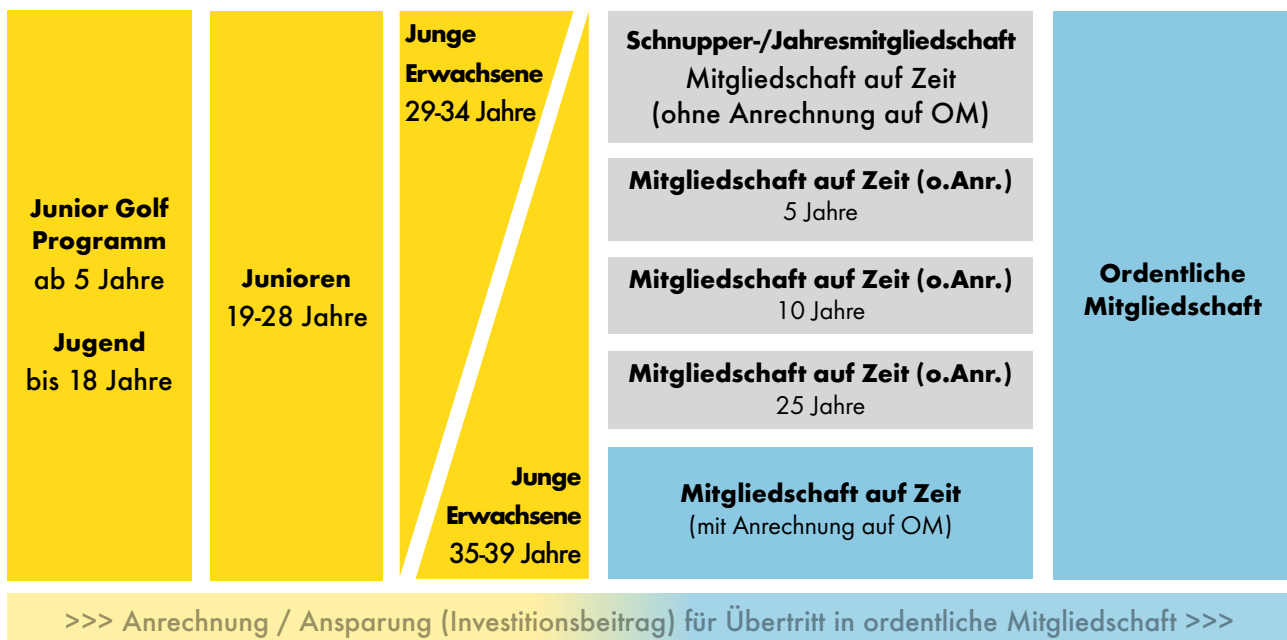 Junior Golf
Programm
ab 5 Jahre
Jugend
bis 18 Jahre
Junioren
19-28 Jahre
Junge
Erwachsene
29-34 Jahre
Junge
Erwachsene
35-39 Jahre
Schnupper-/Jahresmitgliedschaft
Mitgliedschaft auf Zeit
(ohne Anrechnung auf OM)
Mitgliedschaft auf Zeit (o.Anr.)
5 Jahre
Mitgliedschaft auf Zeit (o.Anr.)
10 Jahre
Mitgliedschaft auf Zeit (o.Anr.)
25 Jahre
Mitgliedschaft auf Zeit
(mit Anrechnung auf OM)
Ordentliche
Mitgliedschaft
>>> Anrechnung / Ansparung (Investitionsbeitrag) für Übertritt in ordentliche Mitgliedschaft >>>